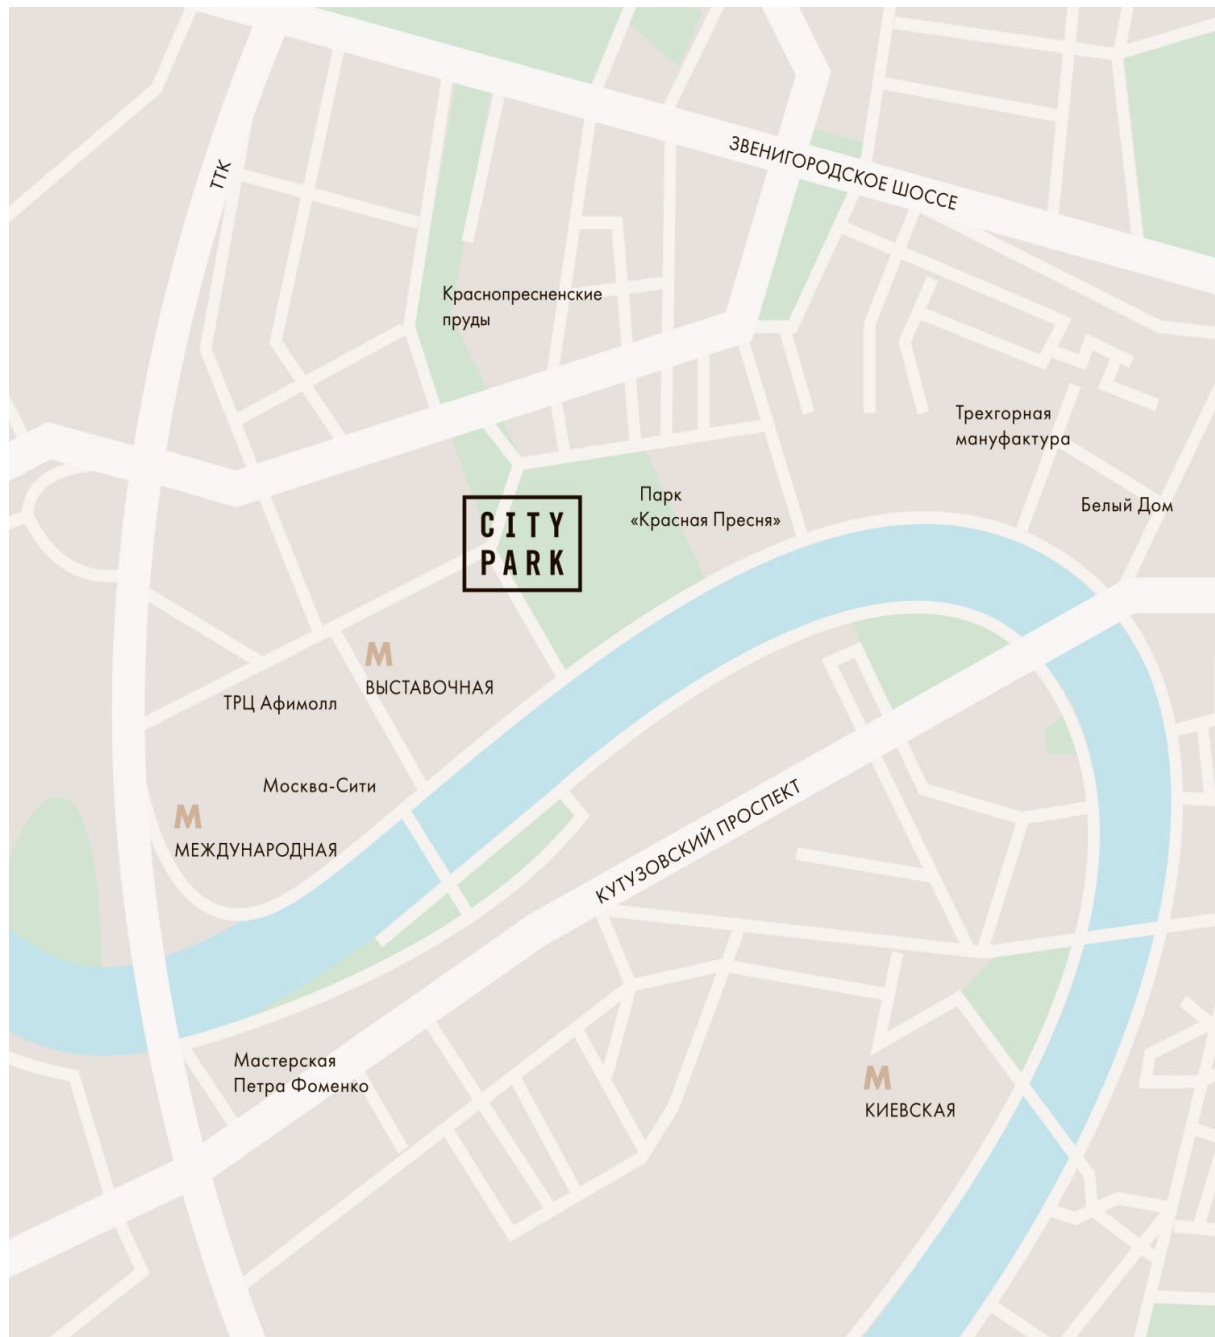 ЗВЕНИГОРОДСКОЕ ШОССЕ
ТТК
Краснопресненские
пруды
Трехгорная
мануфактура
Парк
«Красная Пресня»
Белый Дом
CITY
PARK
М
ВЫСТАВОЧНАЯ
ТРЦ Афимолл
Москва-Сити
М
МЕЖДУНАРОДНАЯ
КУТУЗОВСКИЙ ПРОСПЕКТ
Мастерская
Петра Фоменко
М
КИЕВСКАЯ